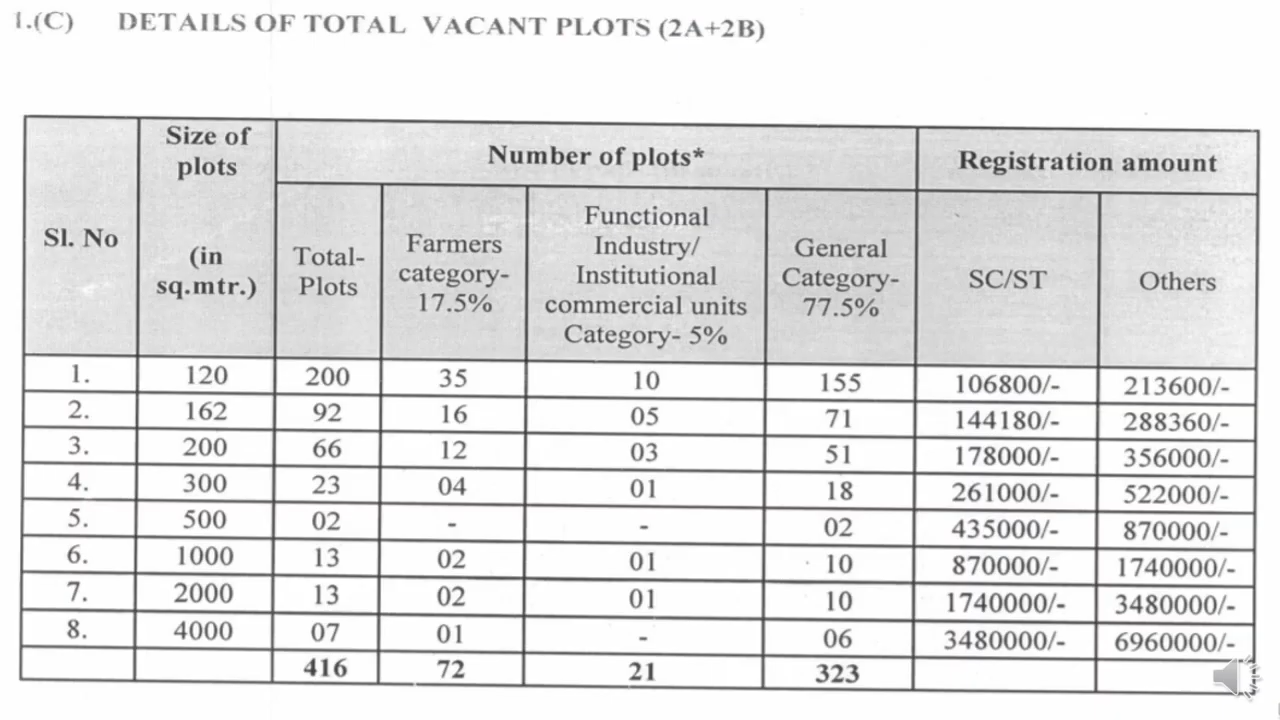 1.(C) DETAILS OF TOTAL VACANT PLOTS (2A+2B)
Sl. No Size of plots (in sq.mtr.) Number of plots* Registration amount
Total-Plots Farmers category-17.5% Functional Industry/ Institutional commercial units Category- 5% General Category-77.5% SC/ST Others
1. 120 200 35 10 155 106800/- 213600/-
2. 162 92 16 05 71 144180/- 288360/-
3. 200 66 12 03 51 178000/- 356000/-
4. 300 23 04 01 18 261000/- 522000/-
5. 500 02 - - 02 435000/- 870000/-
6. 1000 13 02 01 10 870000/- 1740000/-
7. 2000 13 02 01 10 1740000/- 3480000/-
8. 4000 07 01 - 06 3480000/- 6960000/-
416 72 21 323